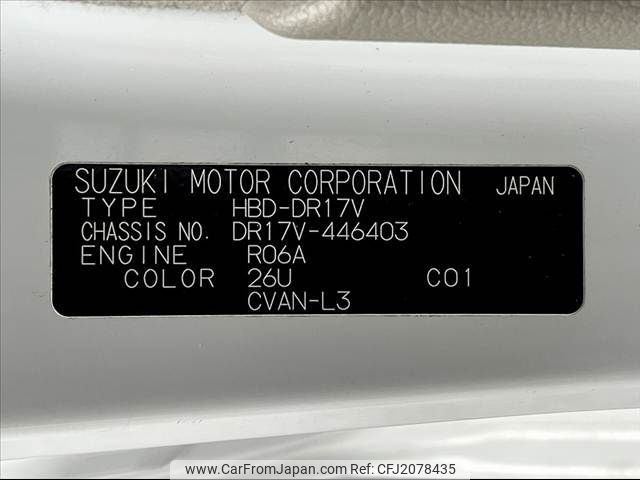 SUZUKI MOTOR CORPORATION JAPAN
TYPE HBD-DR17V
CHASSIS NO. DR17V-446403
ENGINE R06A
COLOR 26U C01
CVAN-L3
www.CarFromJapan.com | Ref No: CFJ2078435